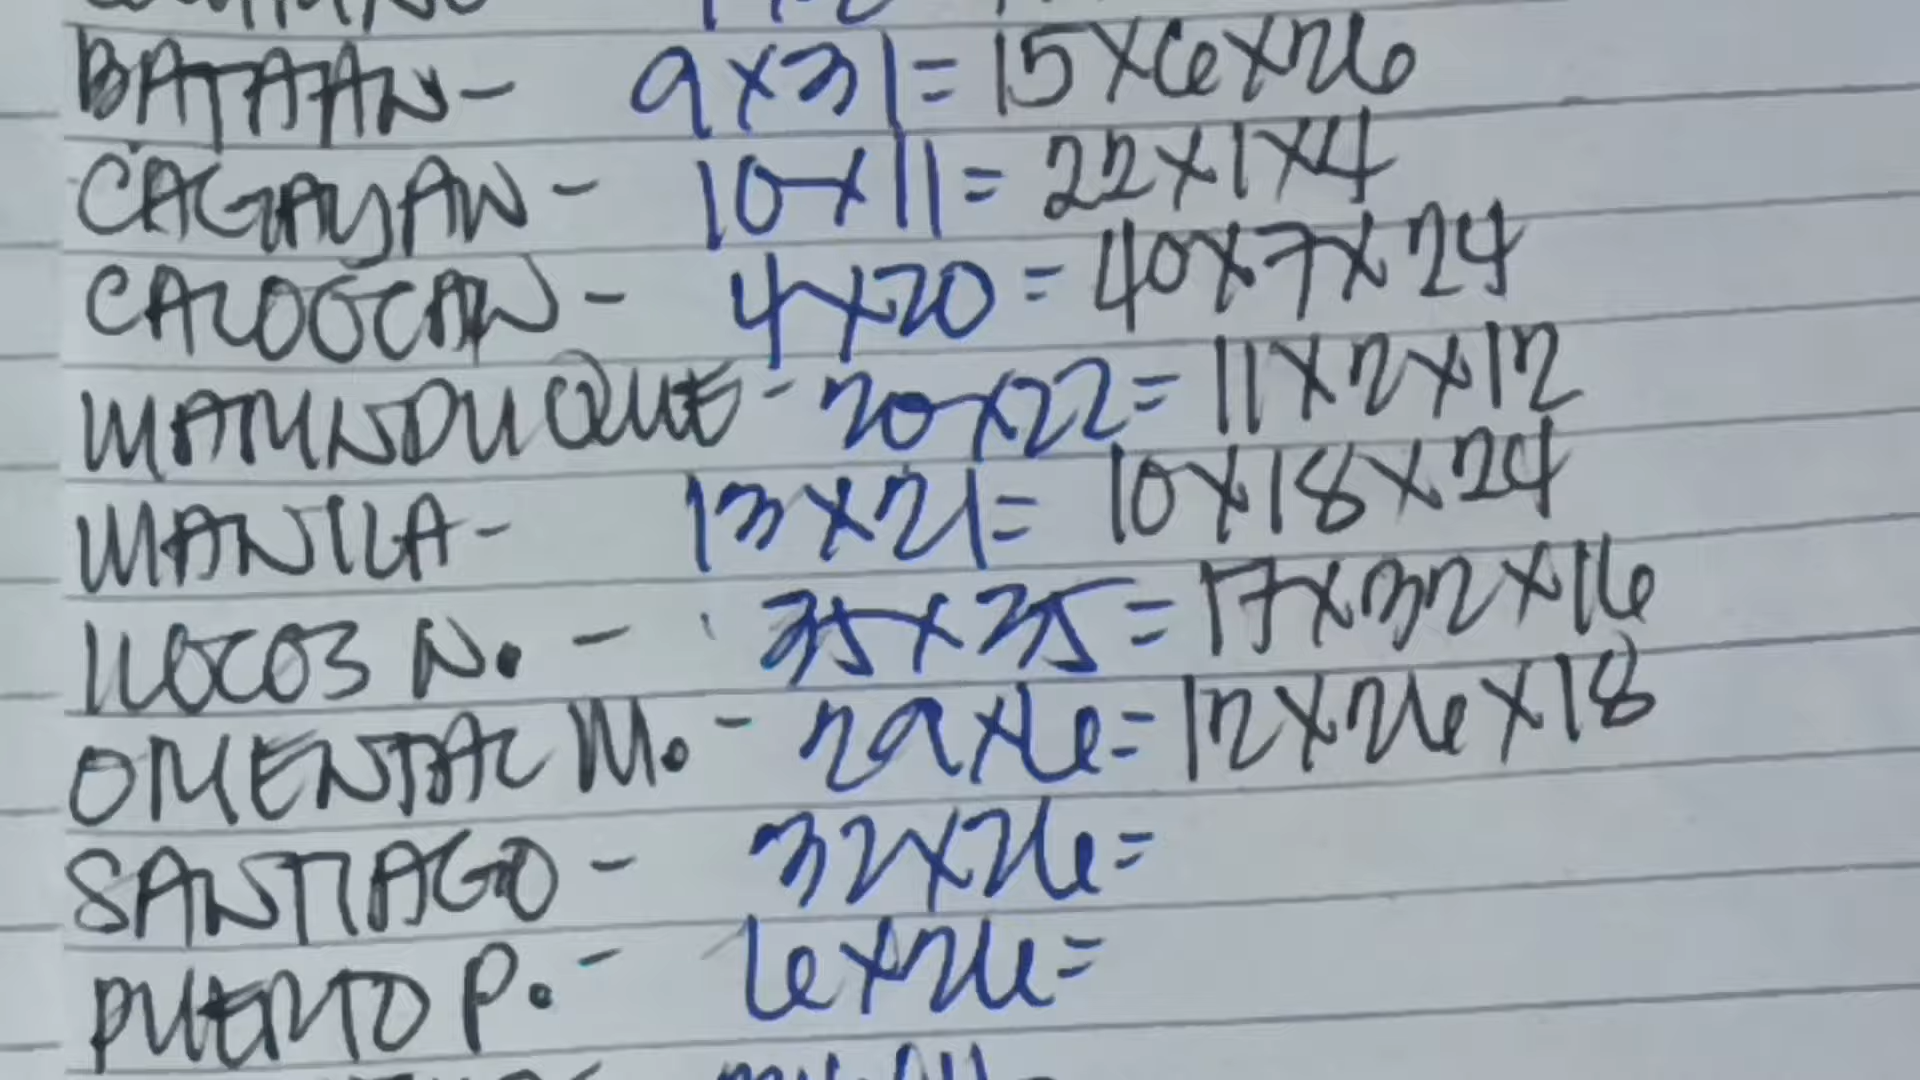 BATAAN - 9x31= 15x6x26
CAGAYAN - 10x11= 22x1x4
CALOOCAN - 4x20= 40x7x24
MARINDUQUE - 20x22= 11x2x12
MANILA - 13x21= 10x18x24
ILOCOS N. - 35x35= 17x32x16
ORIENTAL M. - 29x6= 12x26x18
SANTIAGO - 32x26=
PUERTO P. - 6x26=